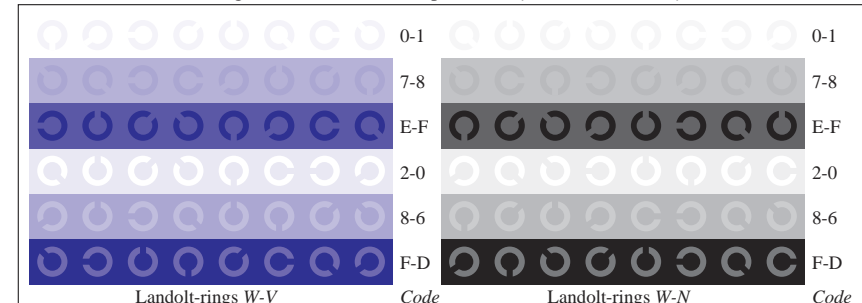 0-1 0-1
7-8 7-8
E-F E-F
2-0 2-0
8-6 8-6
F-D F-D
Landolt-rings W-V Code Landolt-rings W-N Code